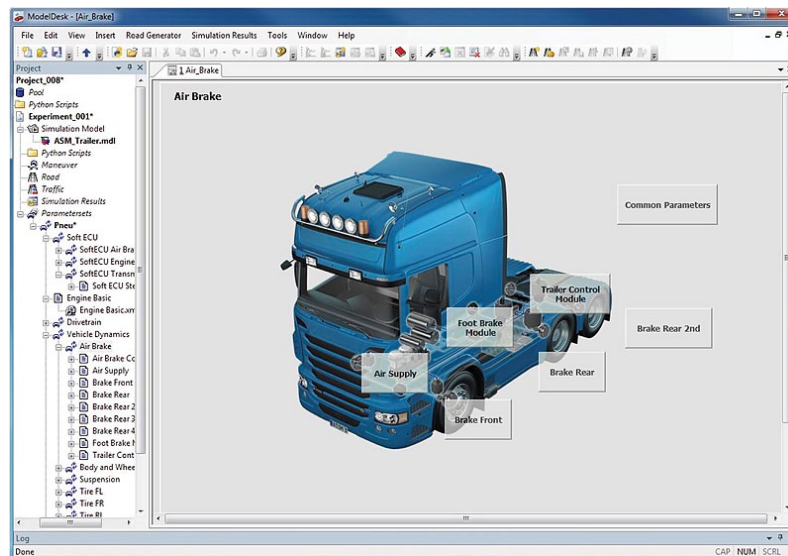 ModelDesk - [Air_Brake]
File Edit View Insert Road Generator Simulation Results Tools Window Help
Project
1 Air_Brake
Project_008*
Pool
Python Scripts
Experiment_001*
Simulation Model
ASM_Trailer.mdl
Python Scripts
Maneuver
Road
Traffic
Simulation Results
Parametersets
Pneu*
Soft ECU
SoftECU Air Bra
SoftECU Engine
SoftECU Transm
Soft ECU Ste
Engine Basic
Engine Basic.xm
Drivetrain
Vehicle Dynamics
Air Brake
Air Brake Co
Air Supply
Brake Front
Brake Rear
Brake Rear 2
Brake Rear 3
Brake Rear 4
Foot Brake M
Trailer Cont
Body and Whee
Suspension
Tire FL
Tire FR
Tire RL
Air Brake
Common Parameters
Trailer Control
Module
Foot Brake
Module
Brake Rear 2nd
Air Supply
Brake Rear
Brake Front
Log
Done
CAP NUM SCRL